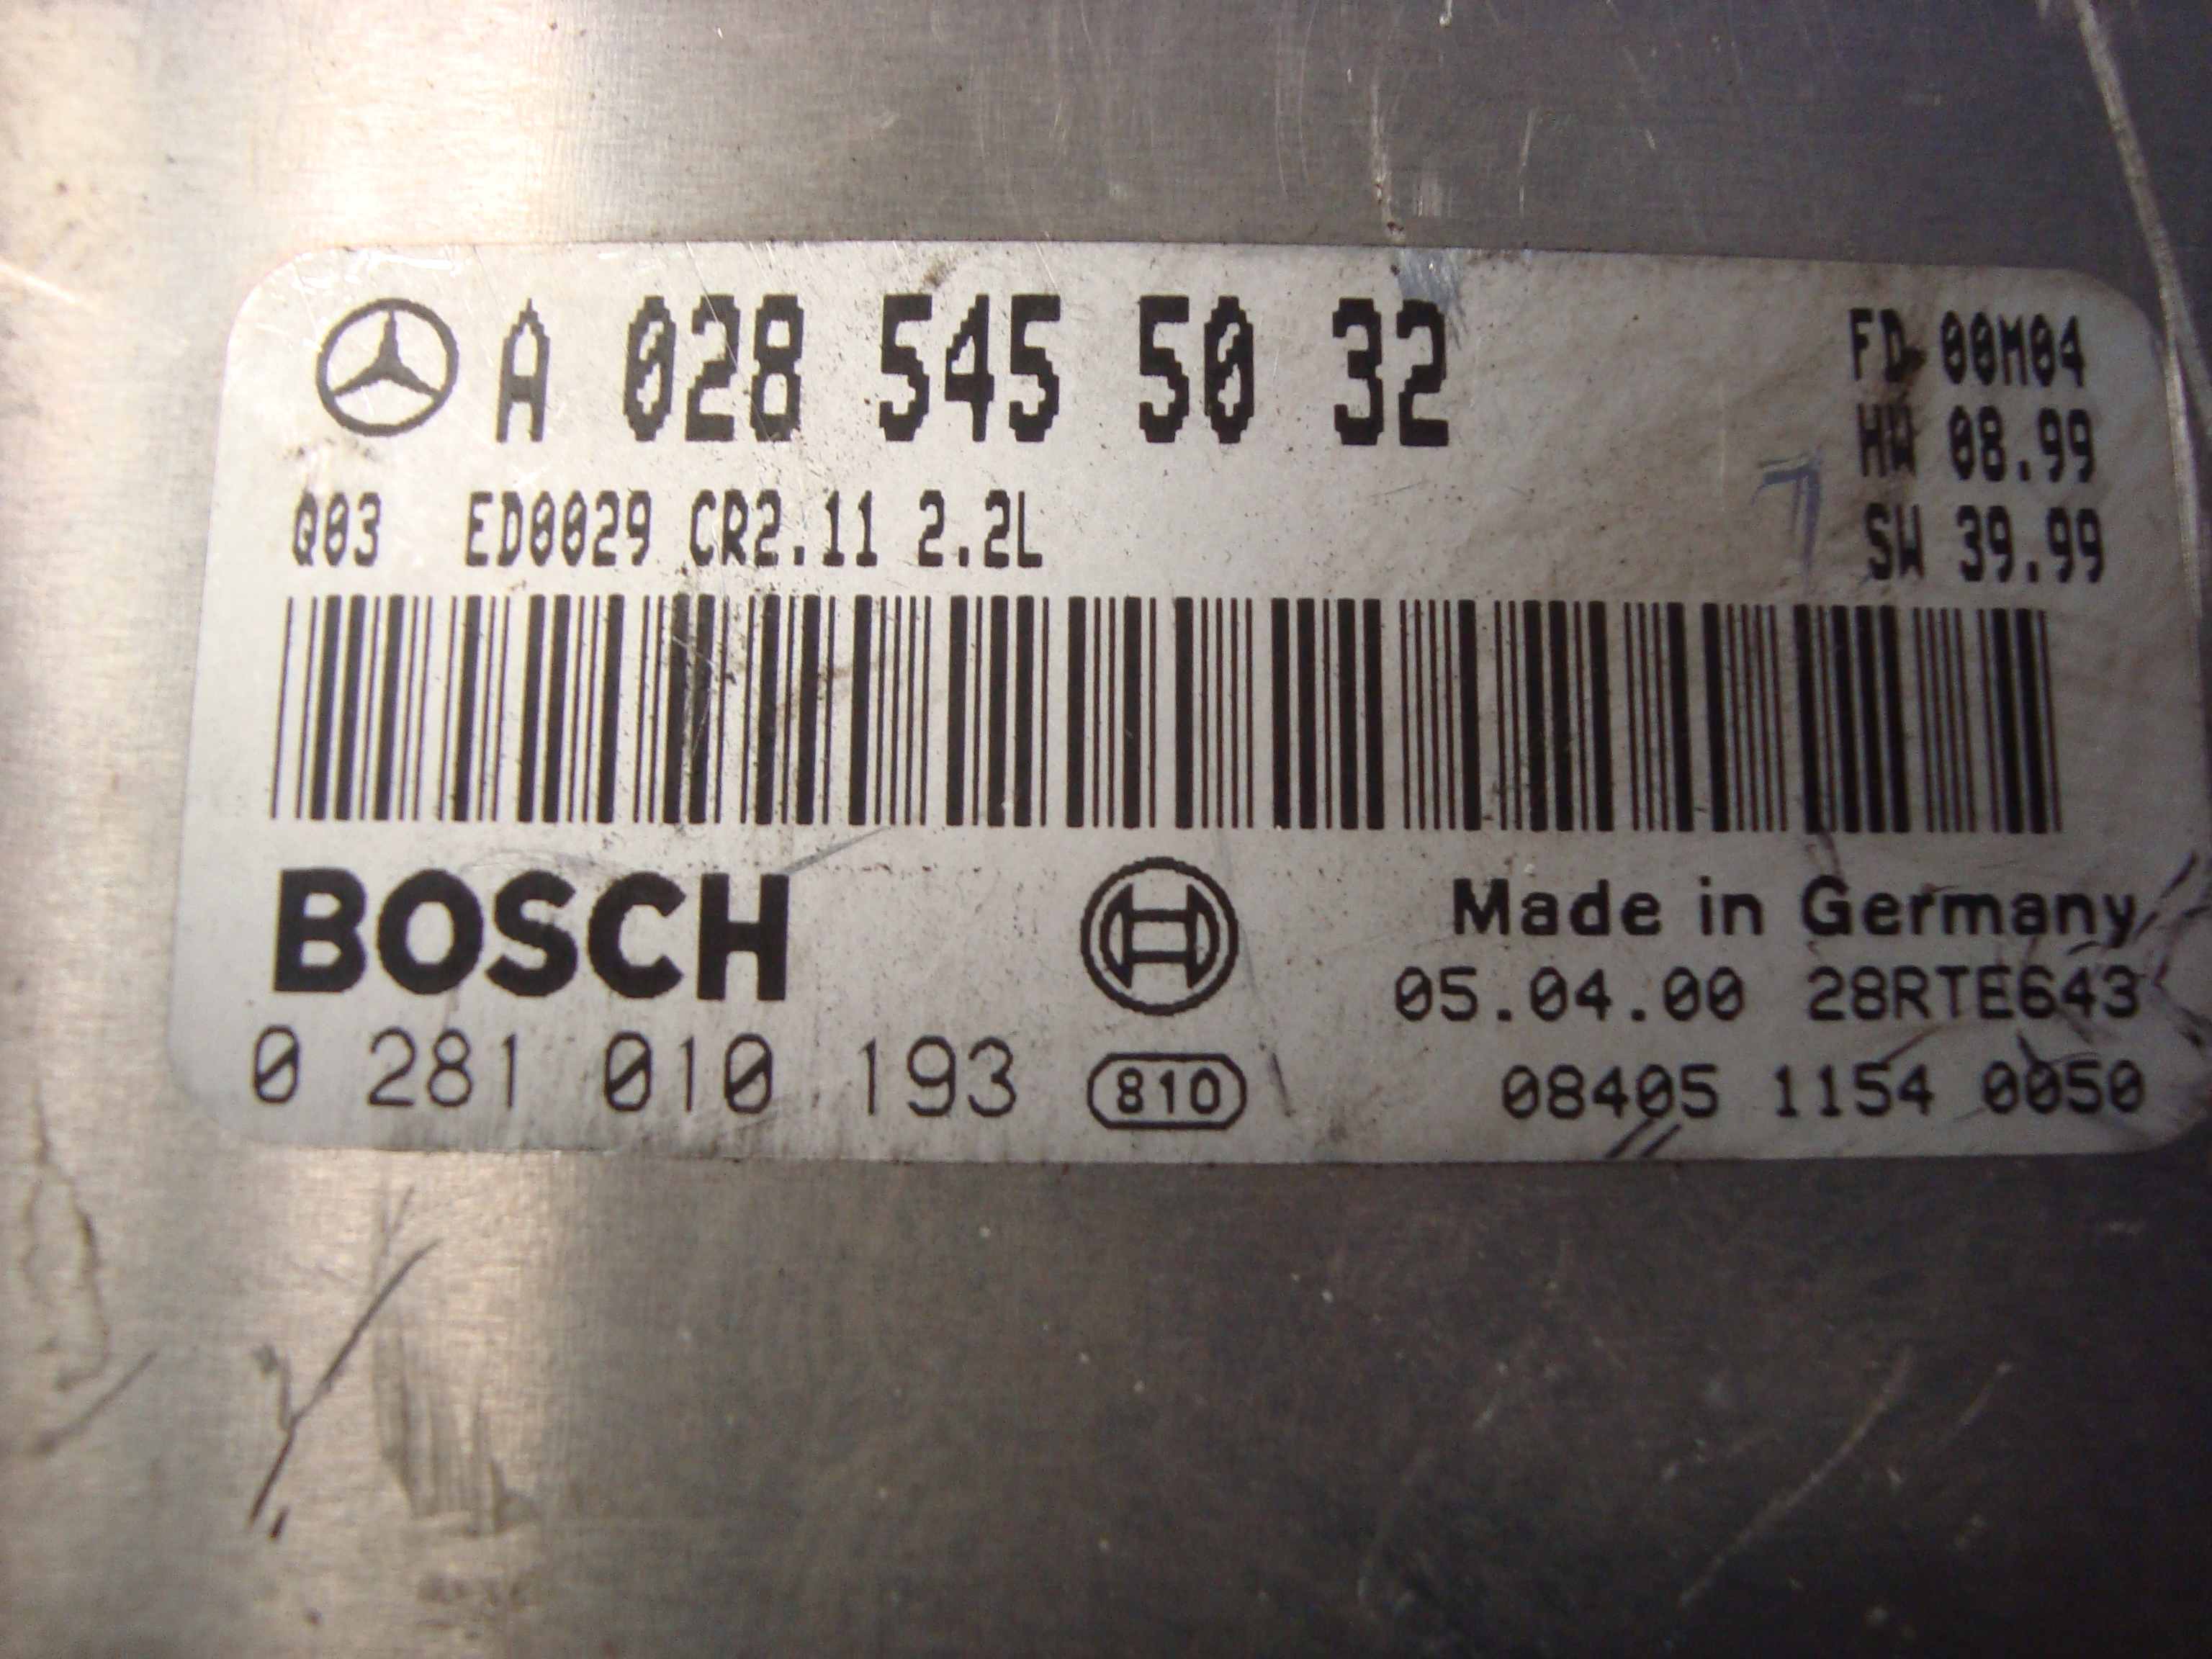 A 028 545 50 32
FD 00M04
HW 08.99
Q03 ED0029 CR2.11 2.2L
SW 39.99
BOSCH
Made in Germany
05.04.00 28RTE643
0 281 010 193
810
08405 1154 0050